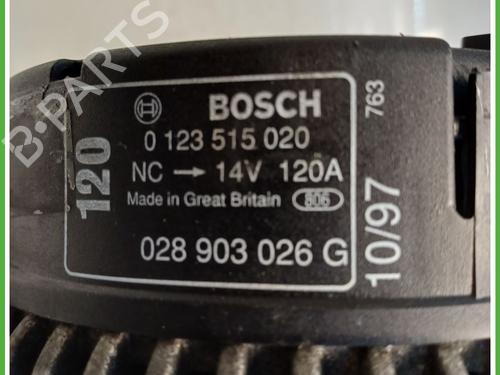 BOSCH
0 123 515 020
NC → 14V 120A
Made in Great Britain 806
028 903 026 G
120
763
10/97
B-PARTS